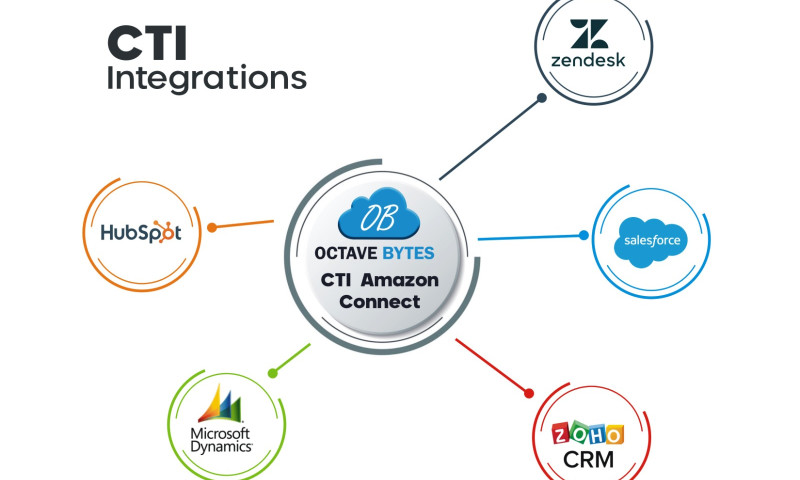 CTI
Integrations
zendesk
HubSpot
OB
OCTAVE BYTES
CTI Amazon
Connect
salesforce
Microsoft
Dynamics
ZOHO
CRM